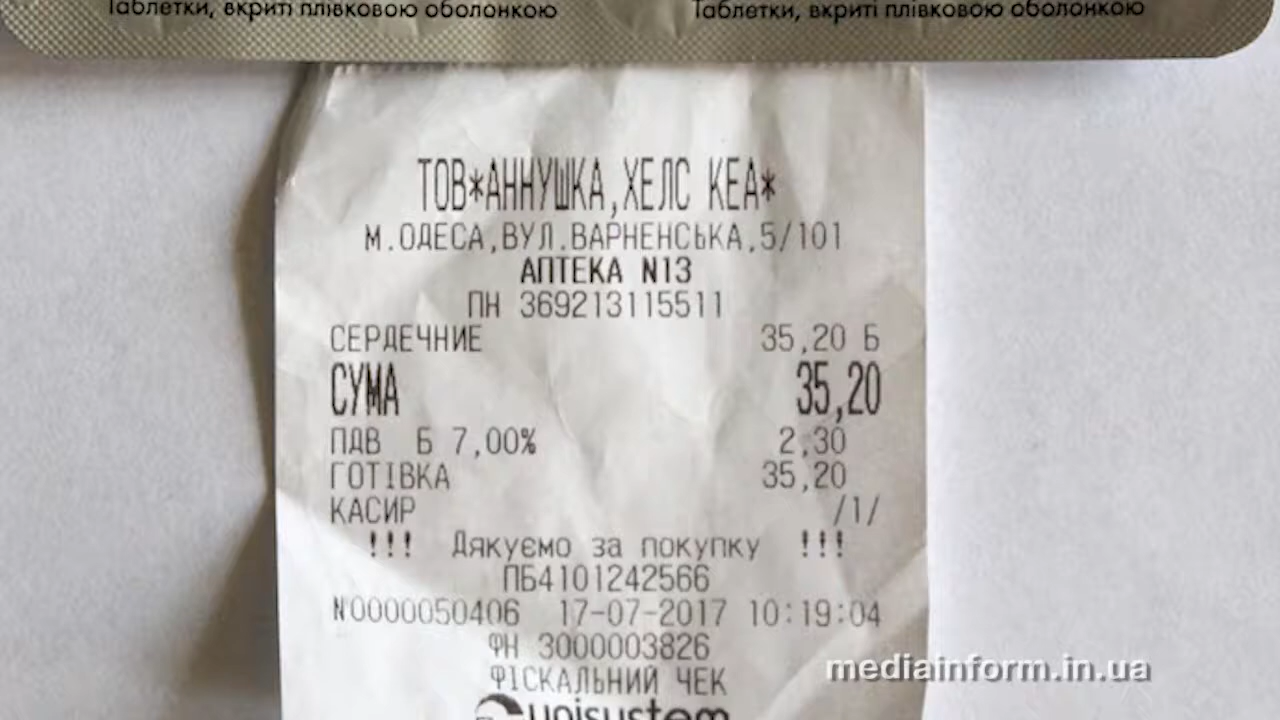 Таблетки, вкриті плівковою оболонкою Таблетки, вкриті плівковою оболонкою
ТОВ*АННУШКА,ХЕЛС КЕА*
М.ОДЕСА,ВУЛ.ВАРНЕНСЬКА,5/101
АПТЕКА N13
ПН 369213115511
СЕРДЕЧНИЕ 35,20 Б
СУМА 35,20
ПДВ Б 7,00% 2,30
ГОТІВКА 35,20
КАСИР /1/
!!! Дякуємо за покупку !!!
ПБ4101242566
N0000050406 17-07-2017 10:19:04
ФН 3000003826
ФІСКАЛЬНИЙ ЧЕК
unisystem
mediainform.in.ua